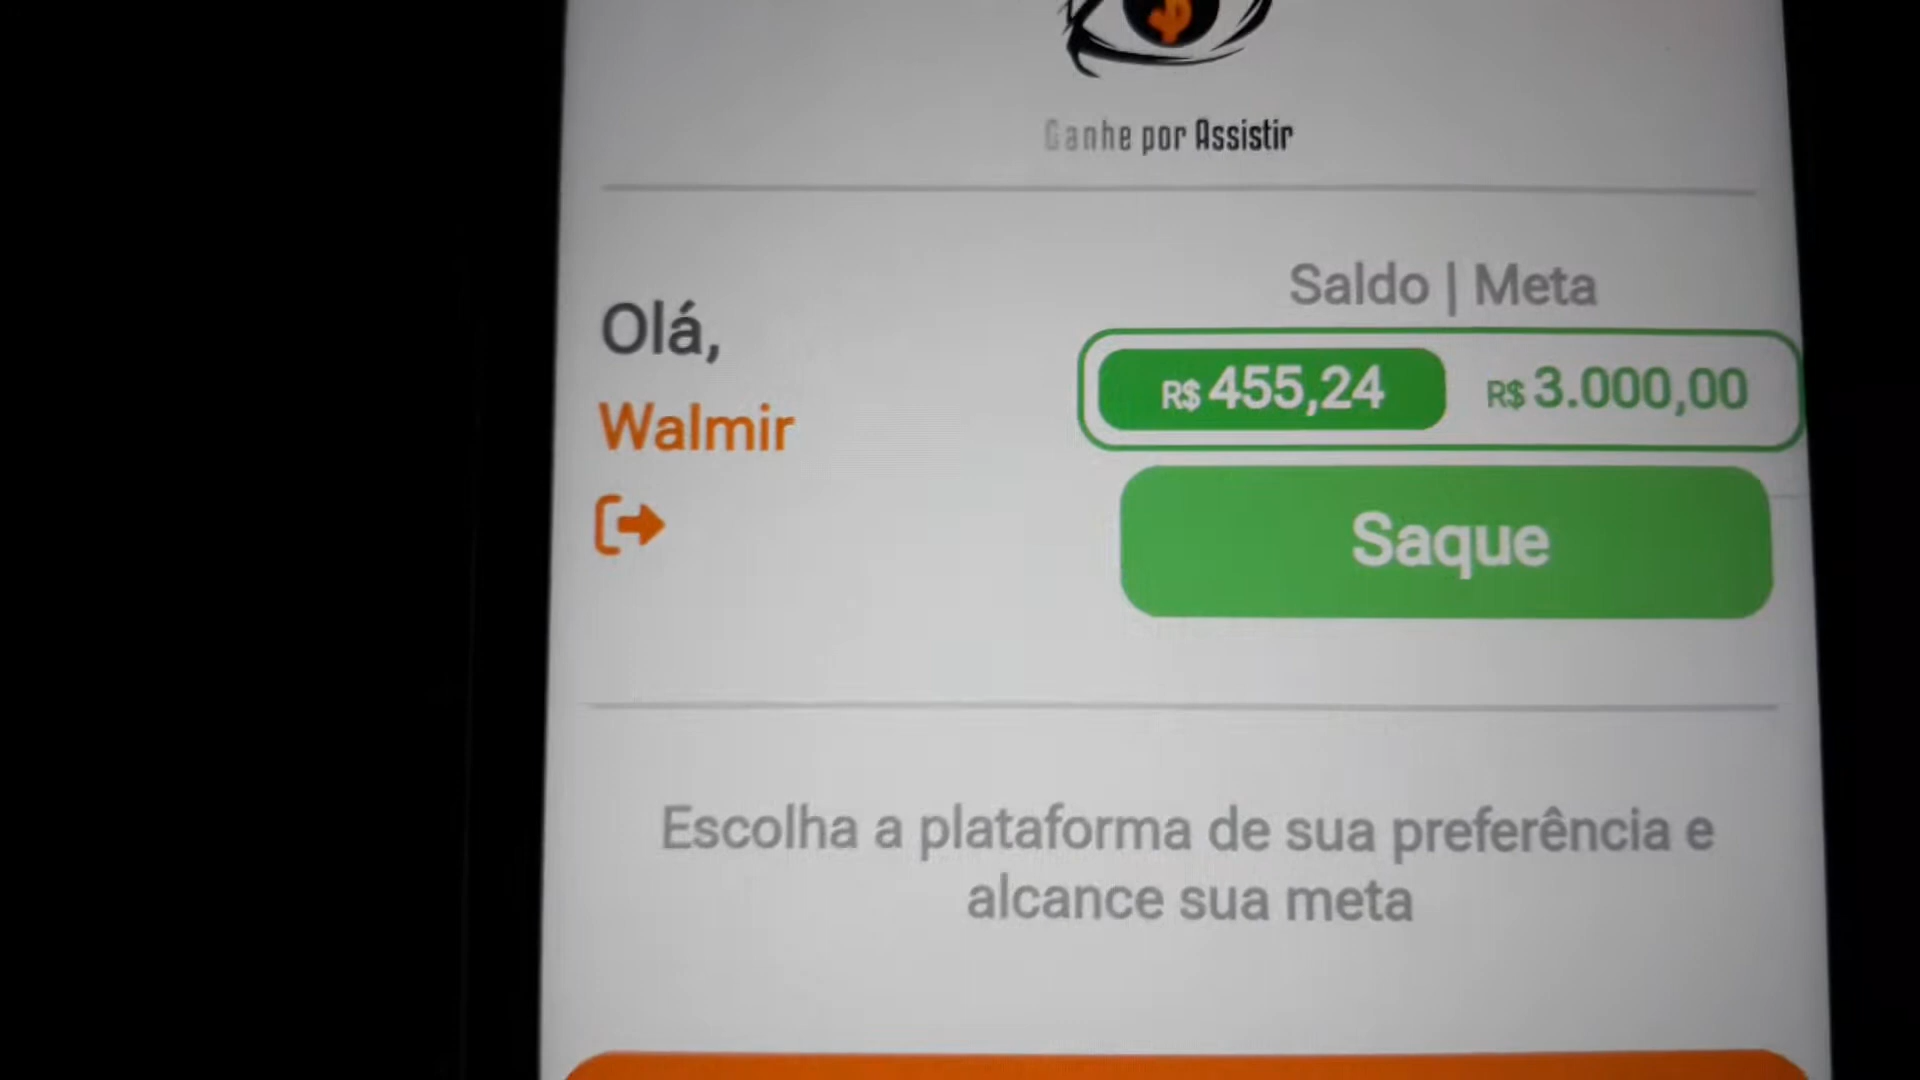 Ganhe por Assistir
Saldo | Meta
Olá,
R$ 455,24 R$ 3.000,00
Walmir
Saque
Escolha a plataforma de sua preferência e
alcance sua meta